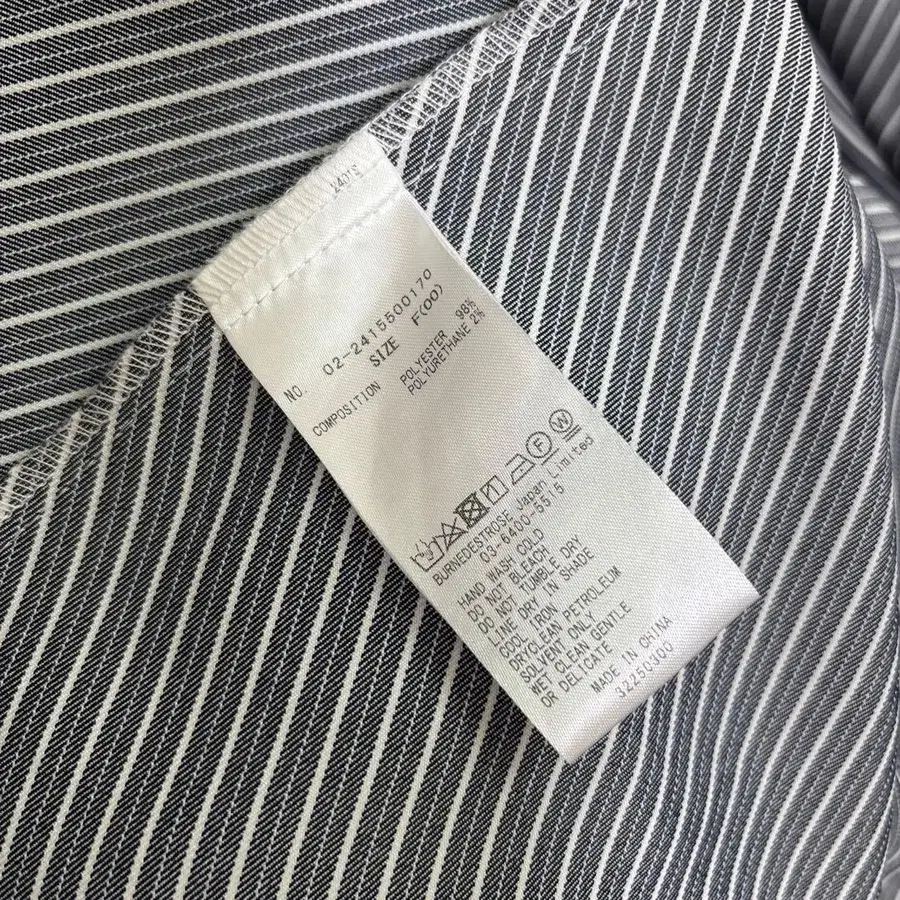 NO. 02-2415500170
SIZE F(00)
COMPOSITION POLYESTER 98%
POLYURETHANE 2%
F W
BURNEDESTROSE Japan Limited
03-6400-5515
HAND WASH COLD
DO NOT BLEACH
DO NOT TUMBLE DRY
LINE DRY IN SHADE
COOL IRON
DRYCLEAN PETROLEUM
SOLVENT ONLY
WET CLEAN GENTLE
OR DELICATE
MADE IN CHINA
32250300